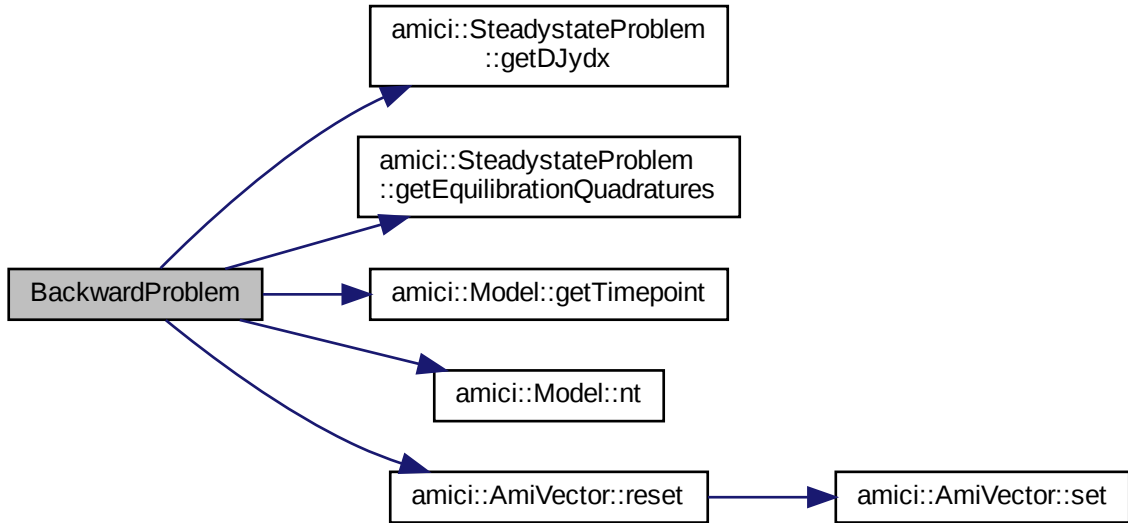 amici::SteadystateProblem
::getDJydx
amici::SteadystateProblem
::getEquilibrationQuadratures
BackwardProblem
amici::Model::getTimepoint
amici::Model::nt
amici::AmiVector::reset
amici::AmiVector::set